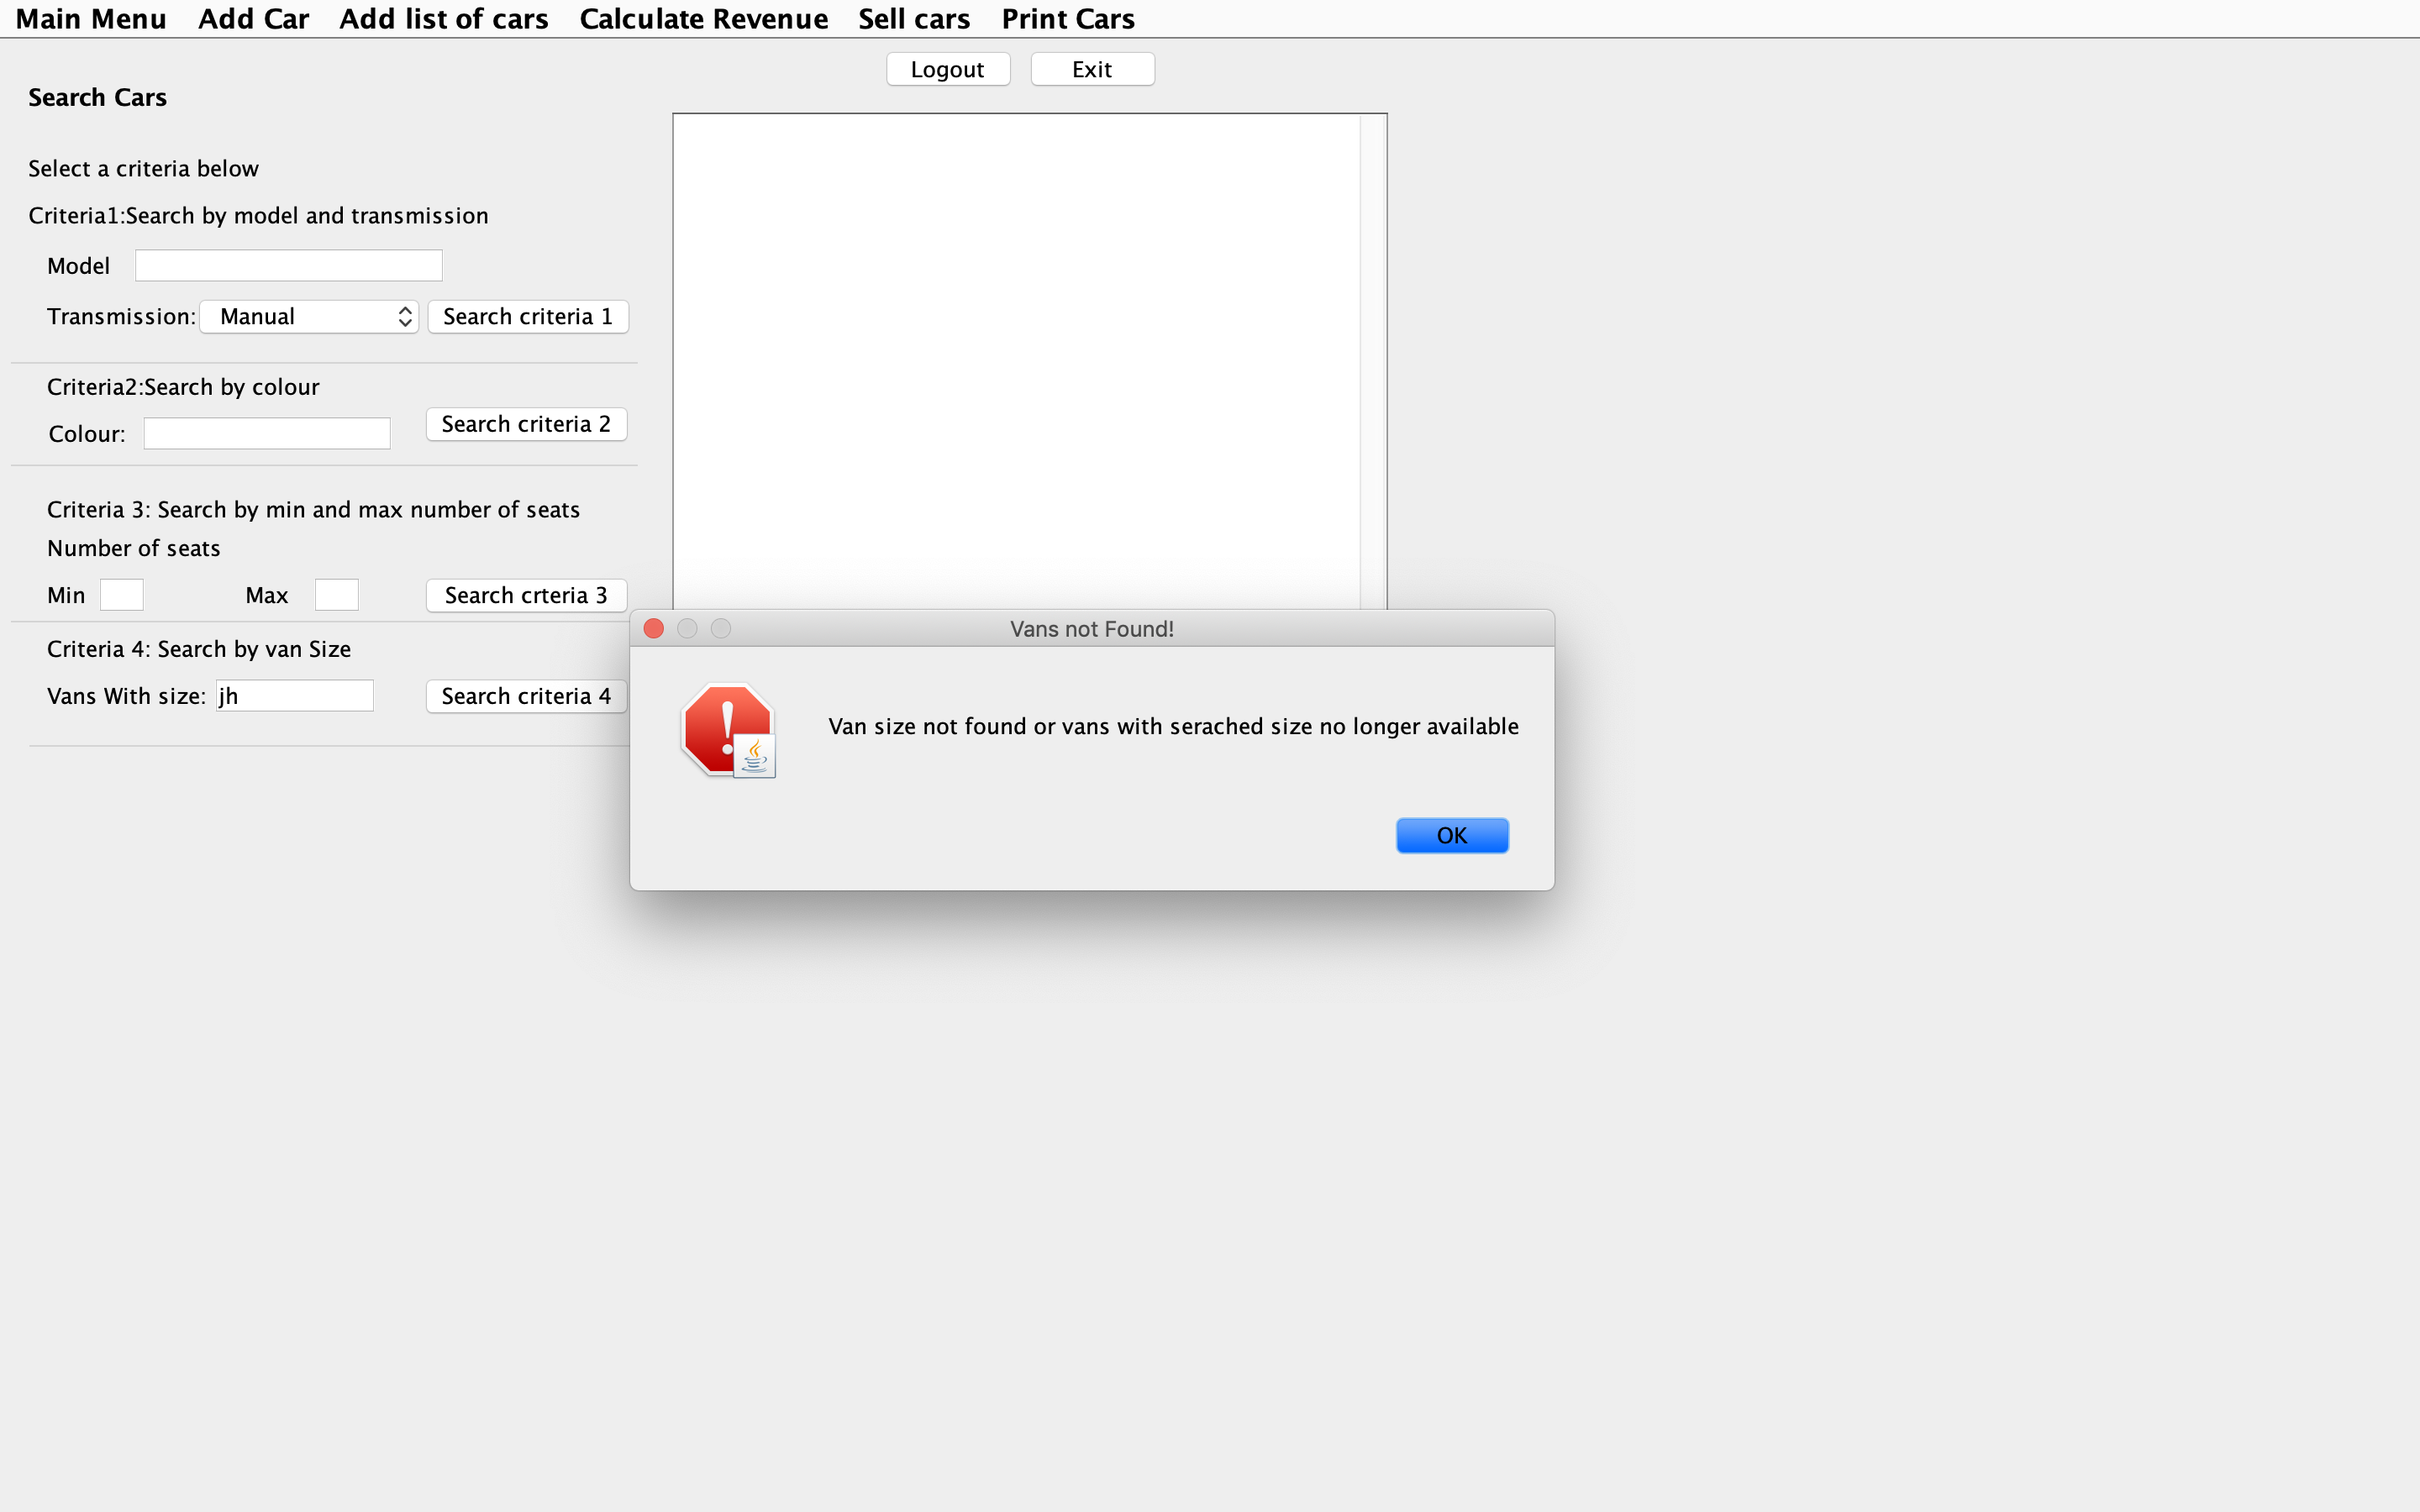 Main Menu Add Car Add list of cars Calculate Revenue Sell cars Print Cars
Logout Exit
Search Cars
Select a criteria below
Criteria1:Search by model and transmission
Model
Transmission: Manual Search criteria 1
Criteria2:Search by colour
Colour: Search criteria 2
Criteria 3: Search by min and max number of seats
Number of seats
Min Max Search crteria 3
Criteria 4: Search by van Size
Vans With size: jh Search criteria 4
Vans not Found!
Van size not found or vans with serached size no longer available
OK